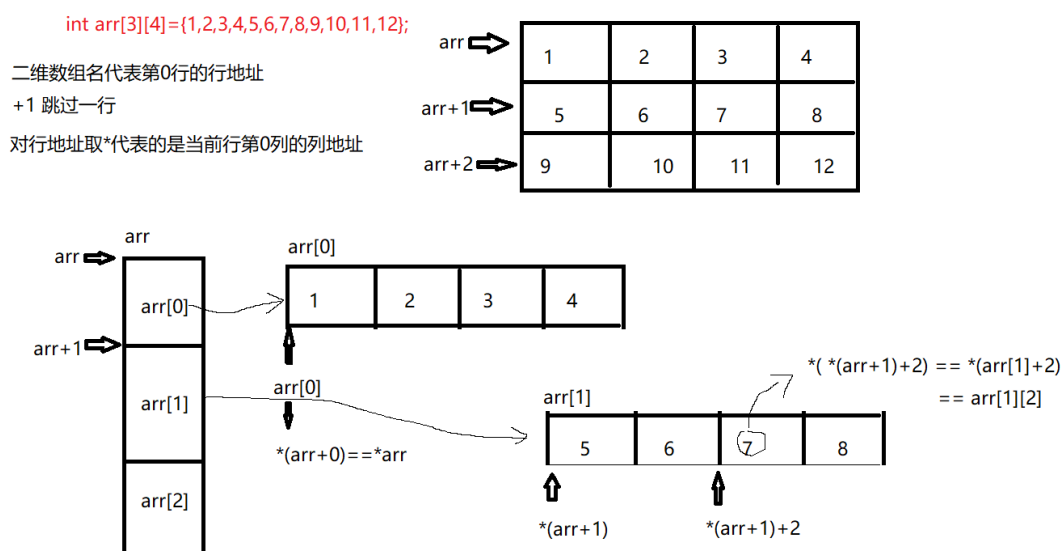 int arr[3][4]={1,2,3,4,5,6,7,8,9,10,11,12};
二维数组名代表第0行的行地址
+1 跳过一行
对行地址取*代表的是当前行第0列的列地址
arr
1 2 3 4
arr+1
5 6 7 8
arr+2
9 10 11 12
arr
arr
arr[0]
arr+1
arr[1]
arr[2]
arr[0]
1 2 3 4
arr[0]
*(arr+0)==*arr
*( *(arr+1)+2) == *(arr[1]+2)
== arr[1][2]
arr[1]
5 6 7 8
*(arr+1)
*(arr+1)+2